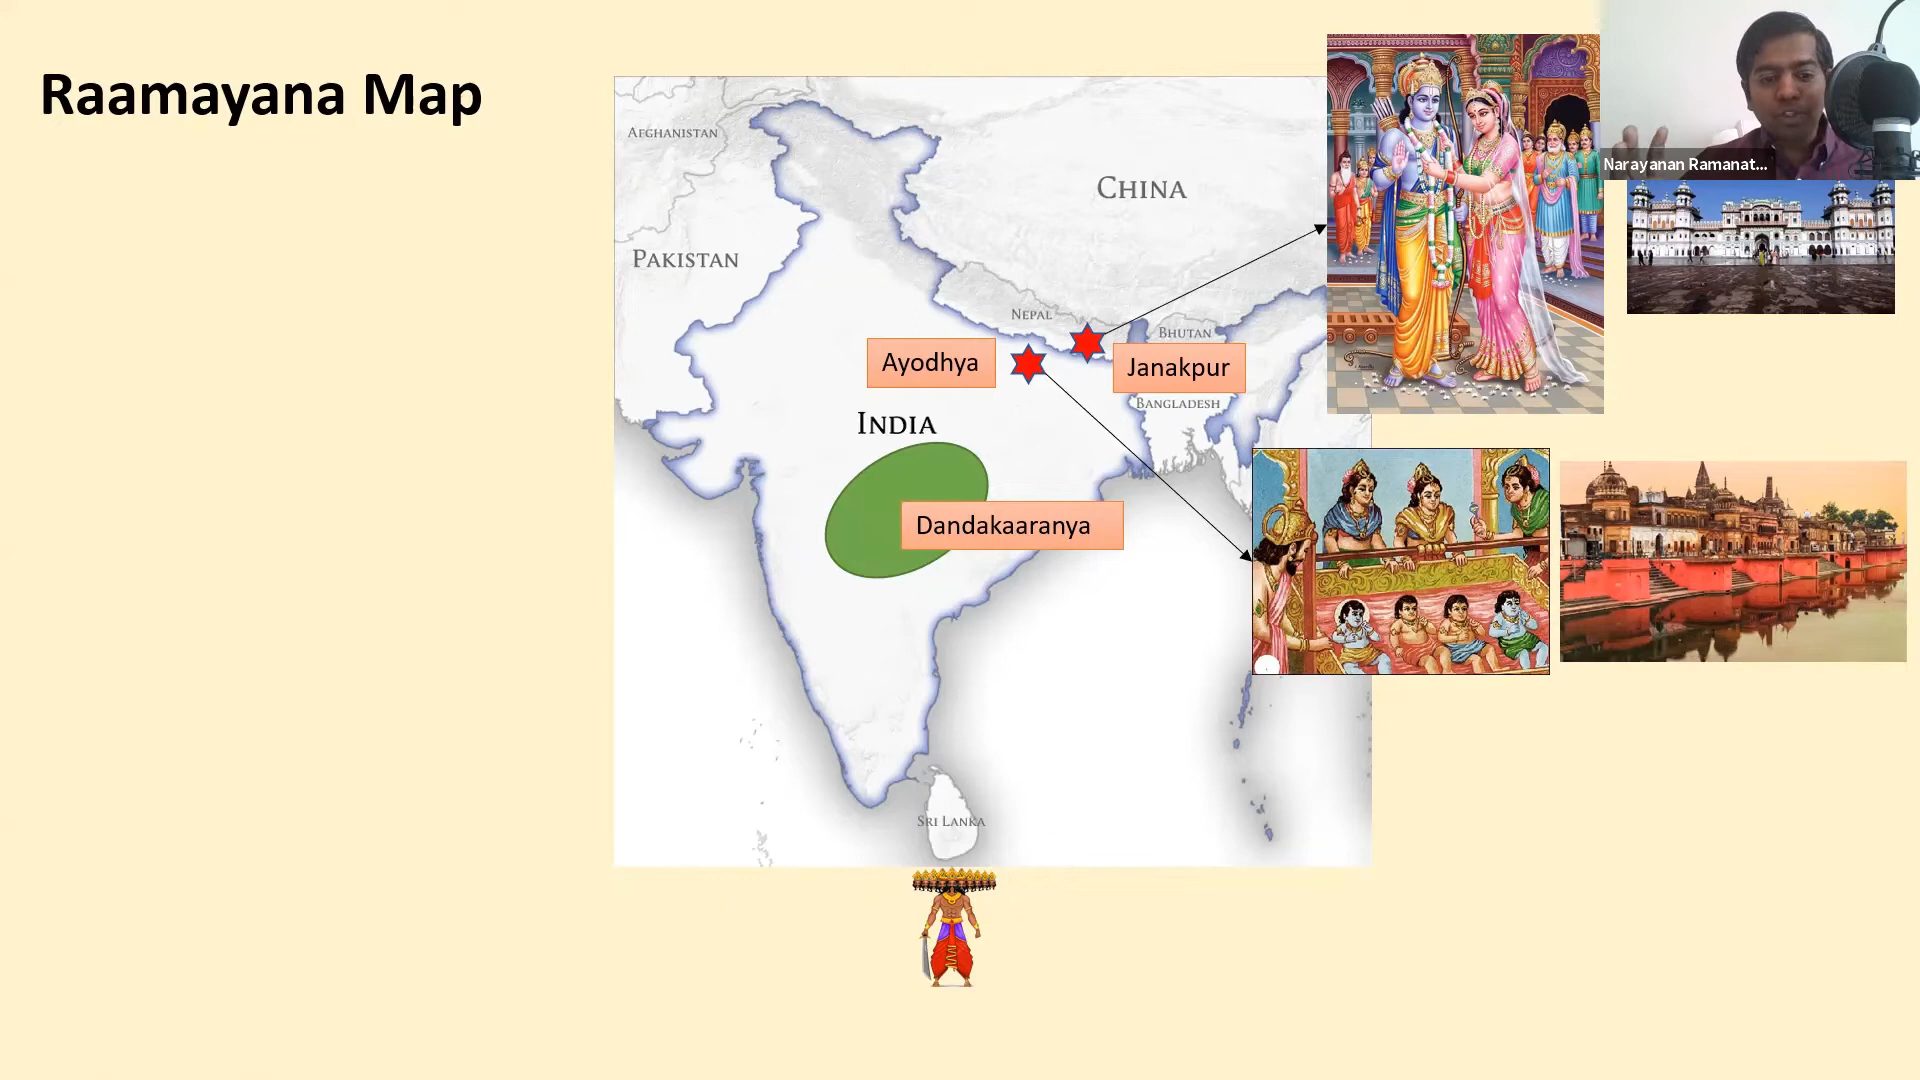 Raamayana Map
AFGHANISTAN
CHINA
PAKISTAN
NEPAL
BHUTAN
Ayodhya
Janakpur
BANGLADESH
INDIA
Dandakaaranya
SRI LANKA
Narayanan Ramanat...